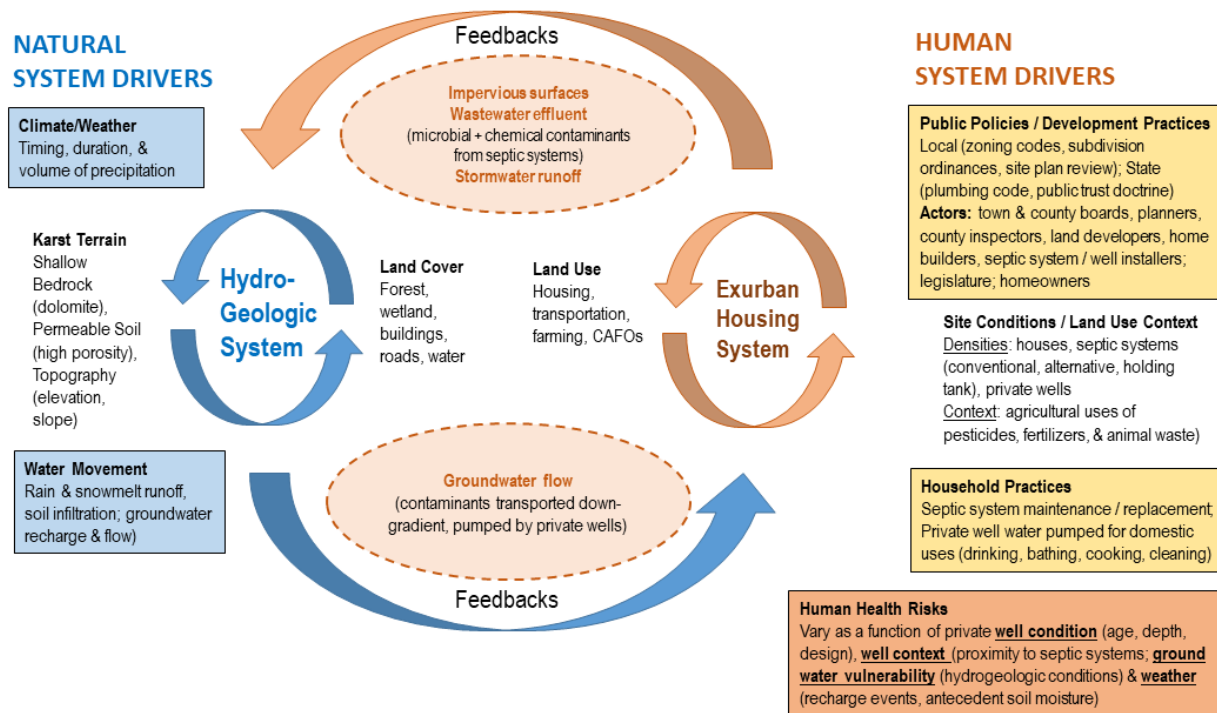 Feedbacks
NATURAL
SYSTEM DRIVERS
HUMAN
SYSTEM DRIVERS
Impervious surfaces
Wastewater effluent
(microbial + chemical contaminants
from septic systems)
Stormwater runoff
Climate/Weather
Timing, duration, &
volume of precipitation
Public Policies / Development Practices
Local (zoning codes, subdivision
ordinances, site plan review); State
(plumbing code, public trust doctrine)
Actors: town & county boards, planners,
county inspectors, land developers, home
builders, septic system / well installers;
legislature; homeowners
Karst Terrain
Shallow
Bedrock
(dolomite),
Permeable Soil
(high porosity),
Topography
(elevation,
slope)
Hydro-
Geologic
System
Land Cover
Forest,
wetland,
buildings,
roads, water
Land Use
Housing,
transportation,
farming, CAFOs
Exurban
Housing
System
Site Conditions / Land Use Context
Densities: houses, septic systems
(conventional, alternative, holding
tank), private wells
Context: agricultural uses of
pesticides, fertilizers, & animal waste)
Water Movement
Rain & snowmelt runoff,
soil infiltration; groundwater
recharge & flow)
Groundwater flow
(contaminants transported down-
gradient, pumped by private wells)
Household Practices
Septic system maintenance / replacement;
Private well water pumped for domestic
uses (drinking, bathing, cooking, cleaning)
Feedbacks
Human Health Risks
Vary as a function of private well condition (age, depth,
design), well context (proximity to septic systems; ground
water vulnerability (hydrogeologic conditions) & weather
(recharge events, antecedent soil moisture)